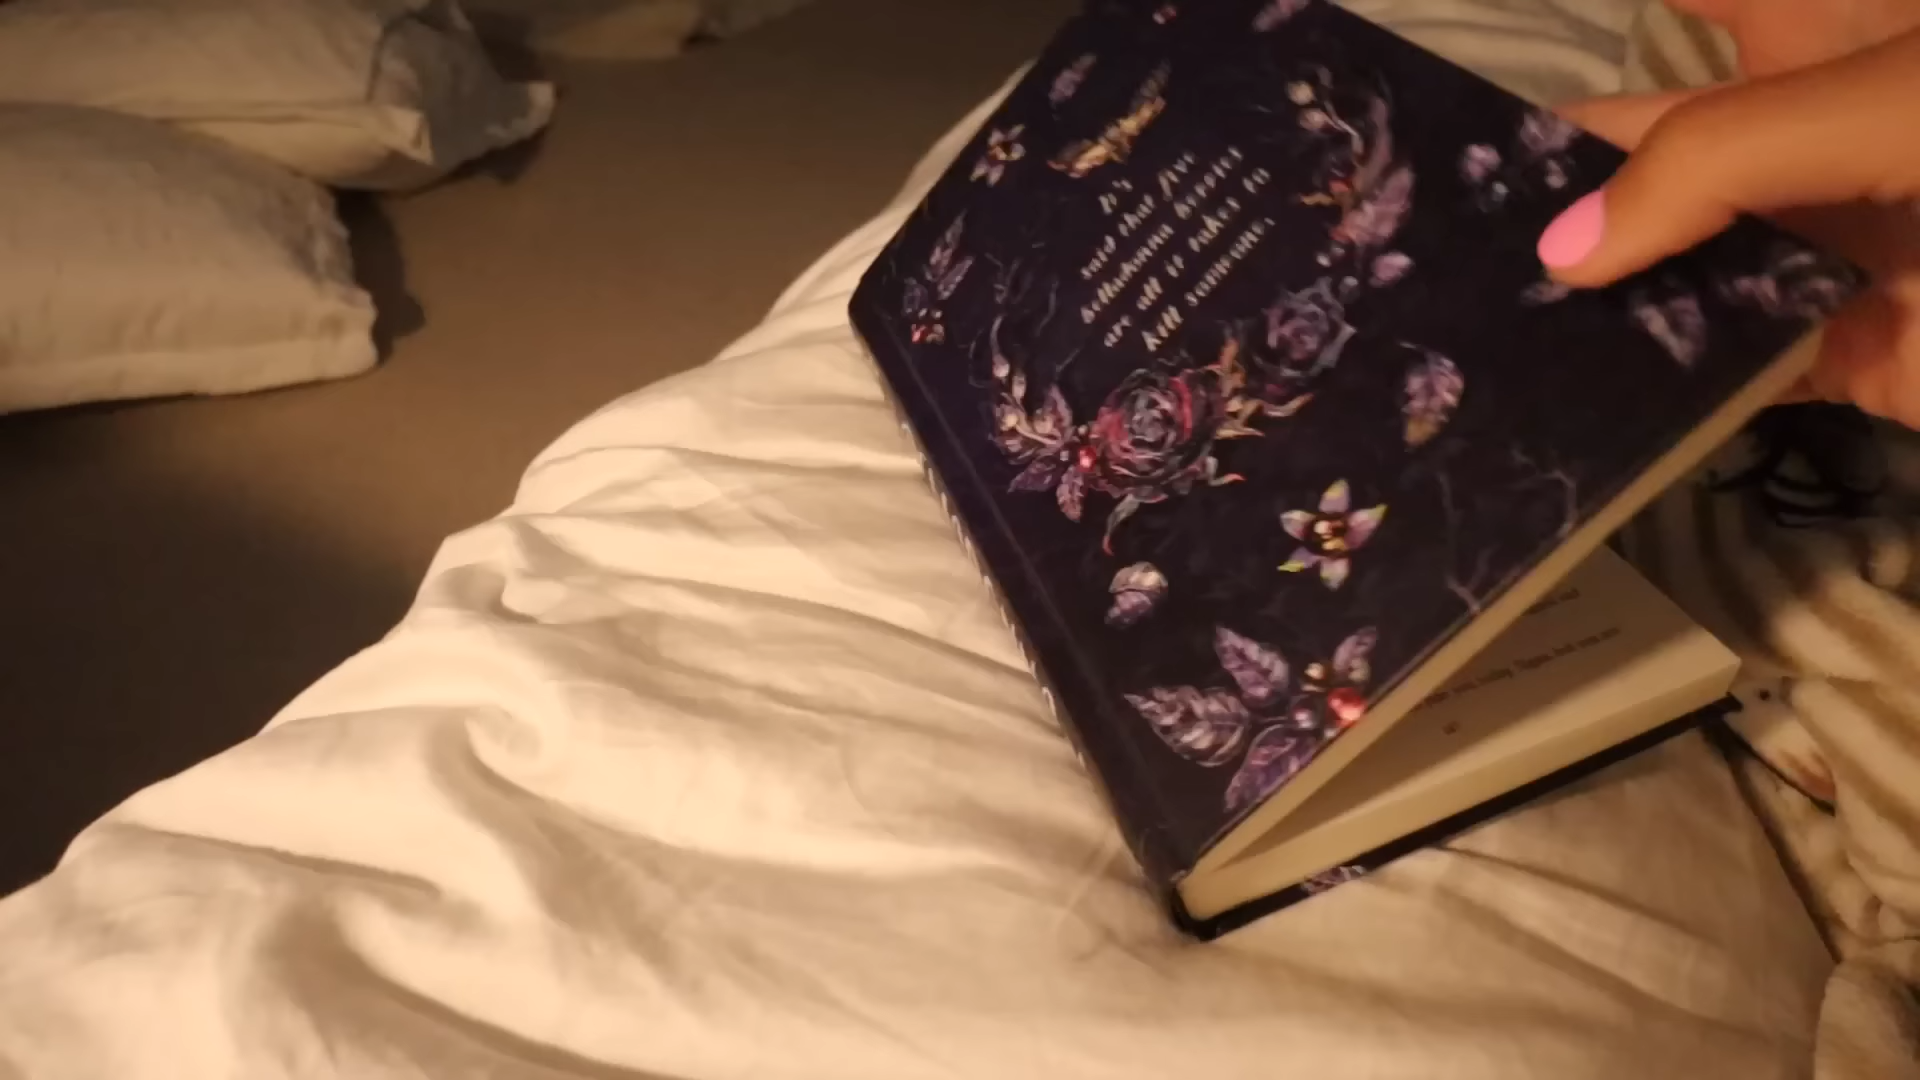 It's
said that five
belladonna berries
are all it takes to
kill someone.